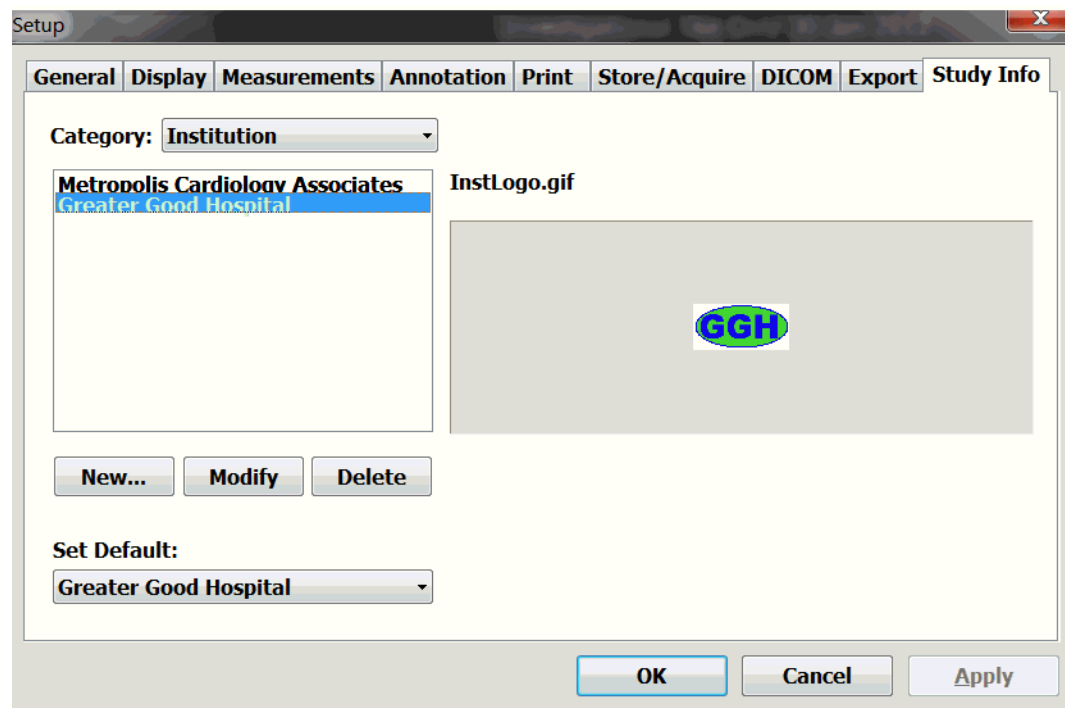 Setup
X
General Display Measurements Annotation Print Store/Acquire DICOM Export Study Info
Category: Institution
Metropolis Cardiology Associates
Greater Good Hospital
InstLogo.gif
GGH
New... Modify Delete
Set Default:
Greater Good Hospital
OK Cancel Apply